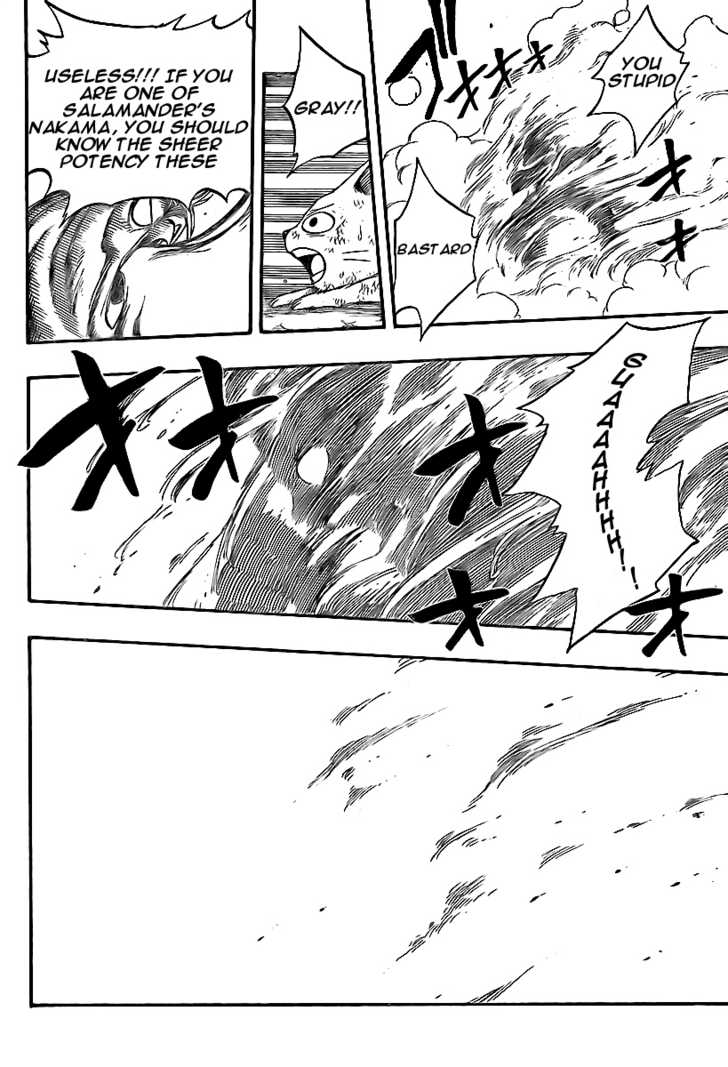 YOU
STUPID
BASTARD
GRAY!!
USELESS!!! IF YOU
ARE ONE OF
SALAMANDER'S
NAKAMA, YOU SHOULD
KNOW THE SHEER
POTENCY THESE
GUAAAAHHHH!!